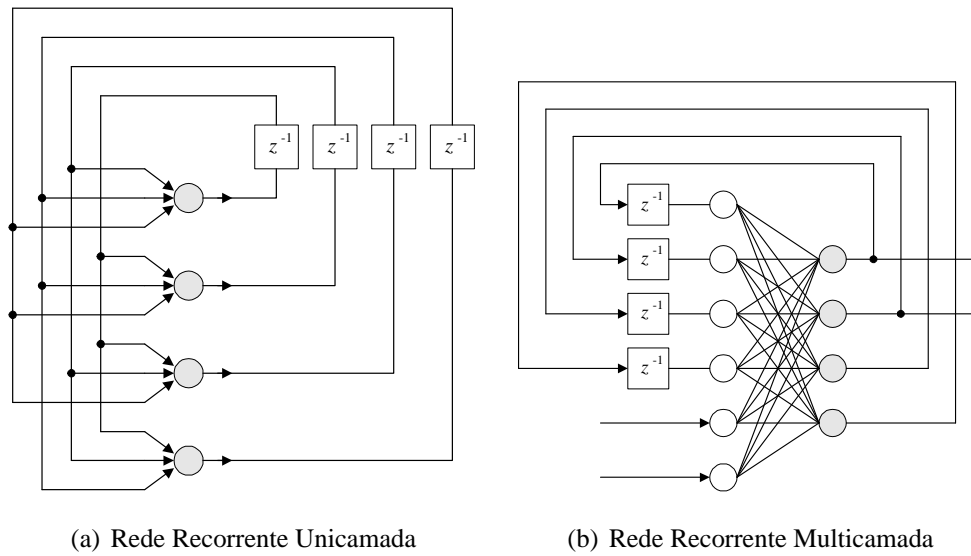 z⁻¹ z⁻¹ z⁻¹ z⁻¹
z⁻¹
z⁻¹
z⁻¹
z⁻¹
(a) Rede Recorrente Unicamada
(b) Rede Recorrente Multicamada